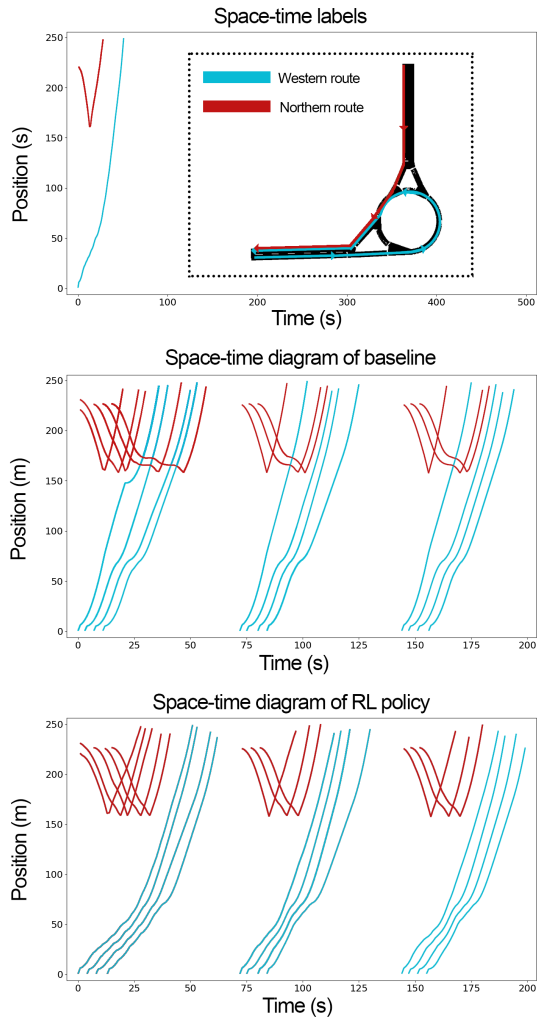 Space-time labels
Position (s)
250
200
150
100
50
0
Western route
Northern route
0 100 200 300 400 500
Time (s)
Space-time diagram of baseline
Position (m)
250
200
150
100
50
0
0 25 50 75 100 125 150 175 200
Time (s)
Space-time diagram of RL policy
Position (m)
250
200
150
100
50
0
0 25 50 75 100 125 150 175 200
Time (s)